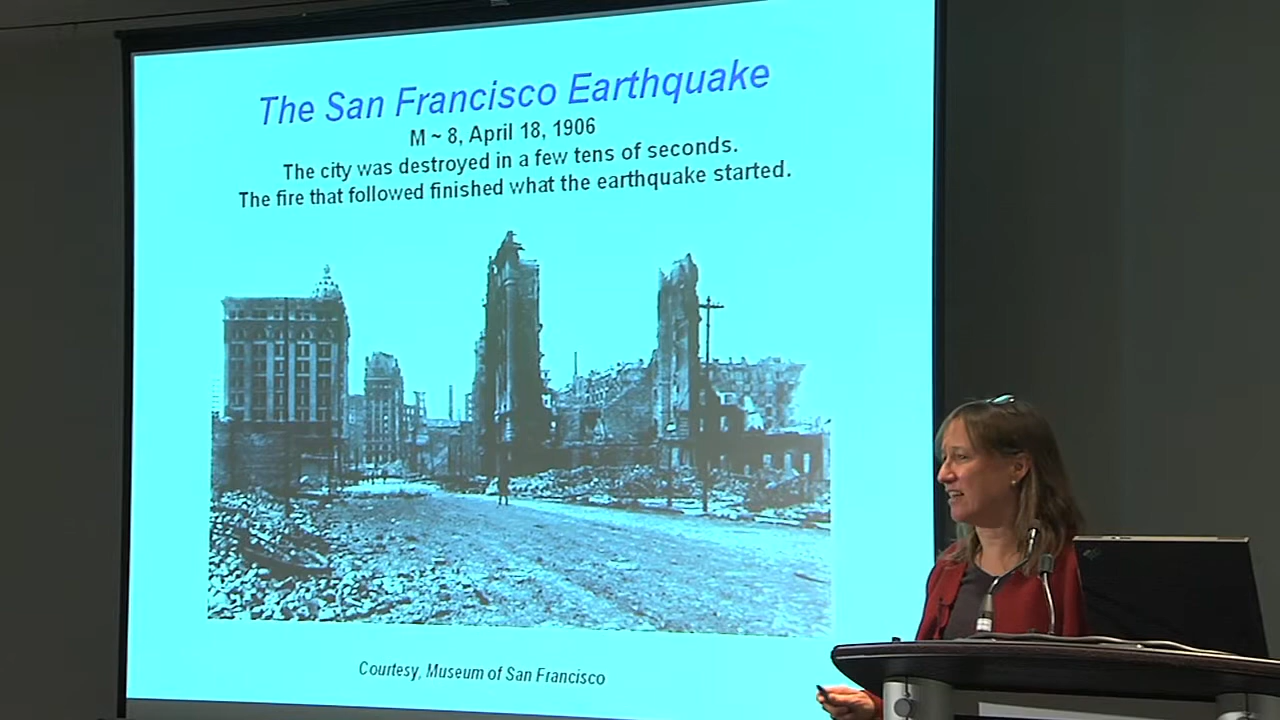 The San Francisco Earthquake
M ~ 8, April 18, 1906
The city was destroyed in a few tens of seconds.
The fire that followed finished what the earthquake started.
Courtesy, Museum of San Francisco